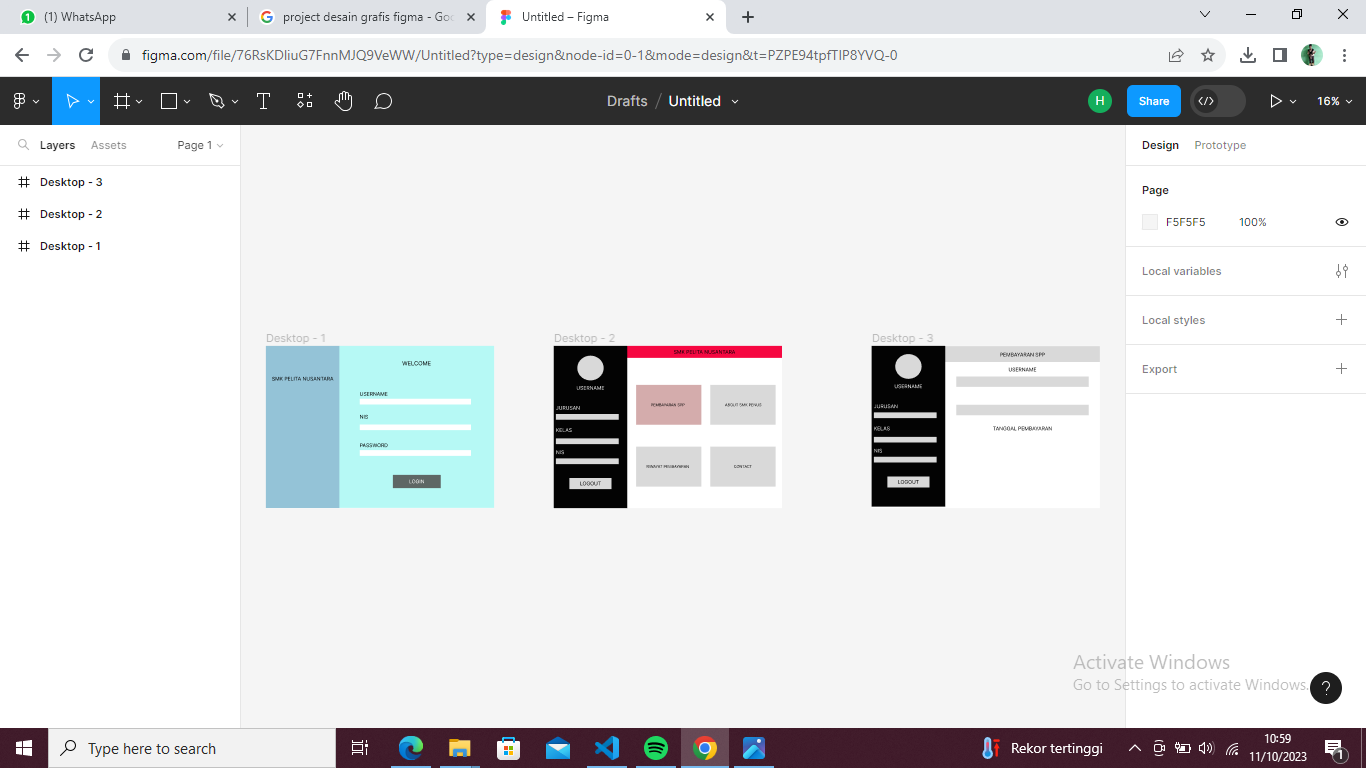 (1) WhatsApp
project desain grafis figma - Goo
Untitled – Figma
figma.com/file/76RsKDliuG7FnnMJQ9VeWW/Untitled?type=design&node-id=0-1&mode=design&t=PZPE94tpfTlP8YVQ-0
Drafts / Untitled
H
Share
16%
Layers
Assets
Page 1
Desktop - 3
Desktop - 2
Desktop - 1
Desktop - 1
SMK PELITA NUSANTARA
WELCOME
USERNAME
NIS
PASSWORD
LOGIN
Desktop - 2
USERNAME
JURUSAN
KELAS
NIS
LOGOUT
SMK PELITA NUSANTARA
PEMBAYARAN SPP
ABOUT SMK PENUS
RIWAYAT PEMBAYARAN
CONTACT
Desktop - 3
USERNAME
JURUSAN
KELAS
NIS
LOGOUT
PEMBAYARAN SPP
USERNAME
TANGGAL PEMBAYARAN
Design
Prototype
Page
F5F5F5
100%
Local variables
Local styles
Export
Activate Windows
Go to Settings to activate Windows.
?
Type here to search
Rekor tertinggi
10:59
11/10/2023
1